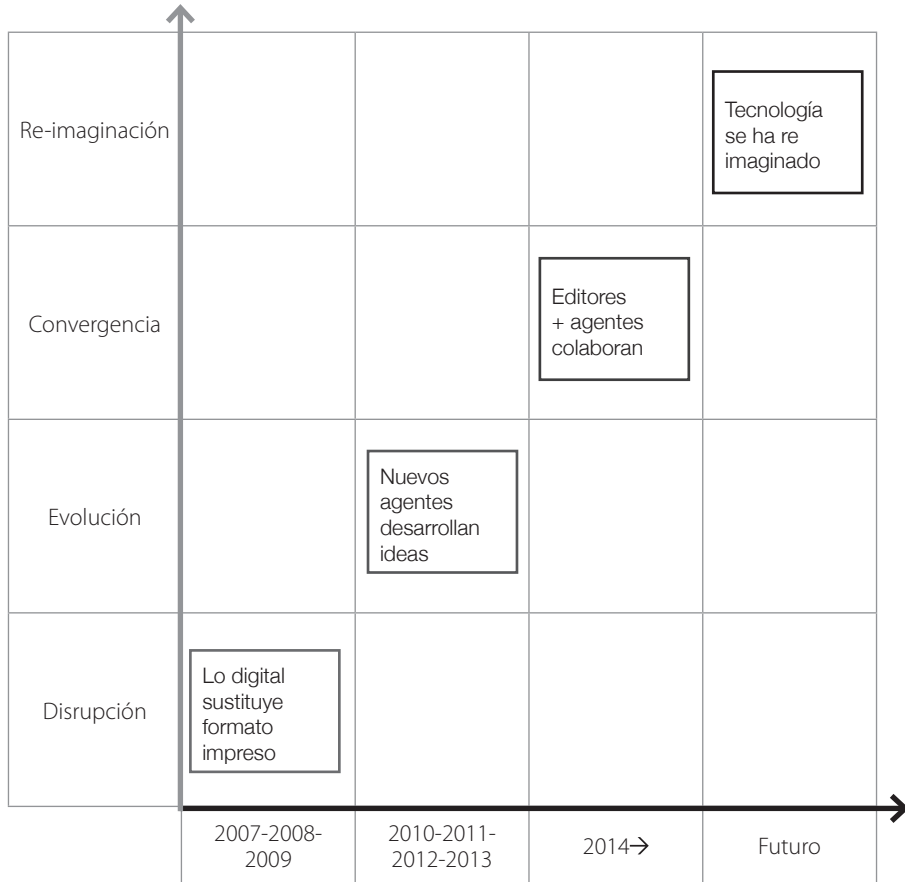 Re-imaginación
Tecnología
se ha re
imaginado
Convergencia
Editores
+ agentes
colaboran
Evolución
Nuevos
agentes
desarrollan
ideas
Disrupción
Lo digital
sustituye
formato
impreso
2007-2008-
2009
2010-2011-
2012-2013
2014→
Futuro